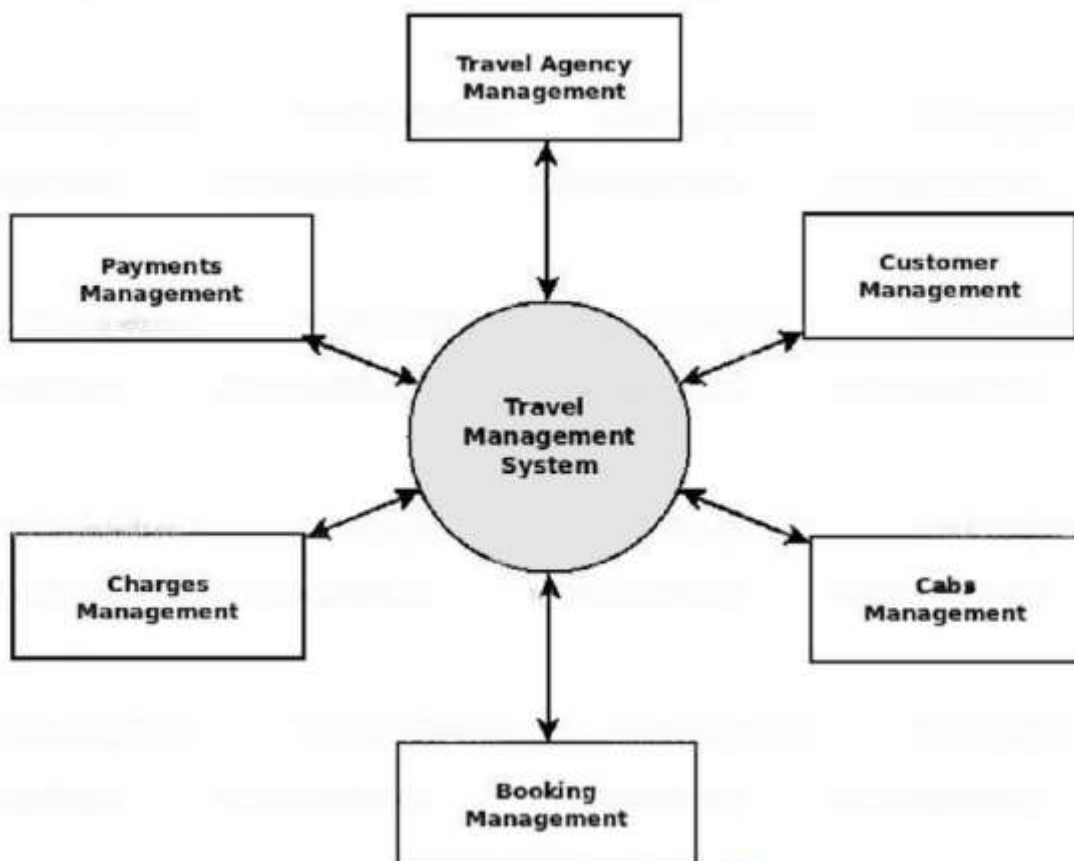 Travel Agency
Management
Payments
Management
Customer
Management
Travel
Management
System
Charges
Management
Cabs
Management
Booking
Management